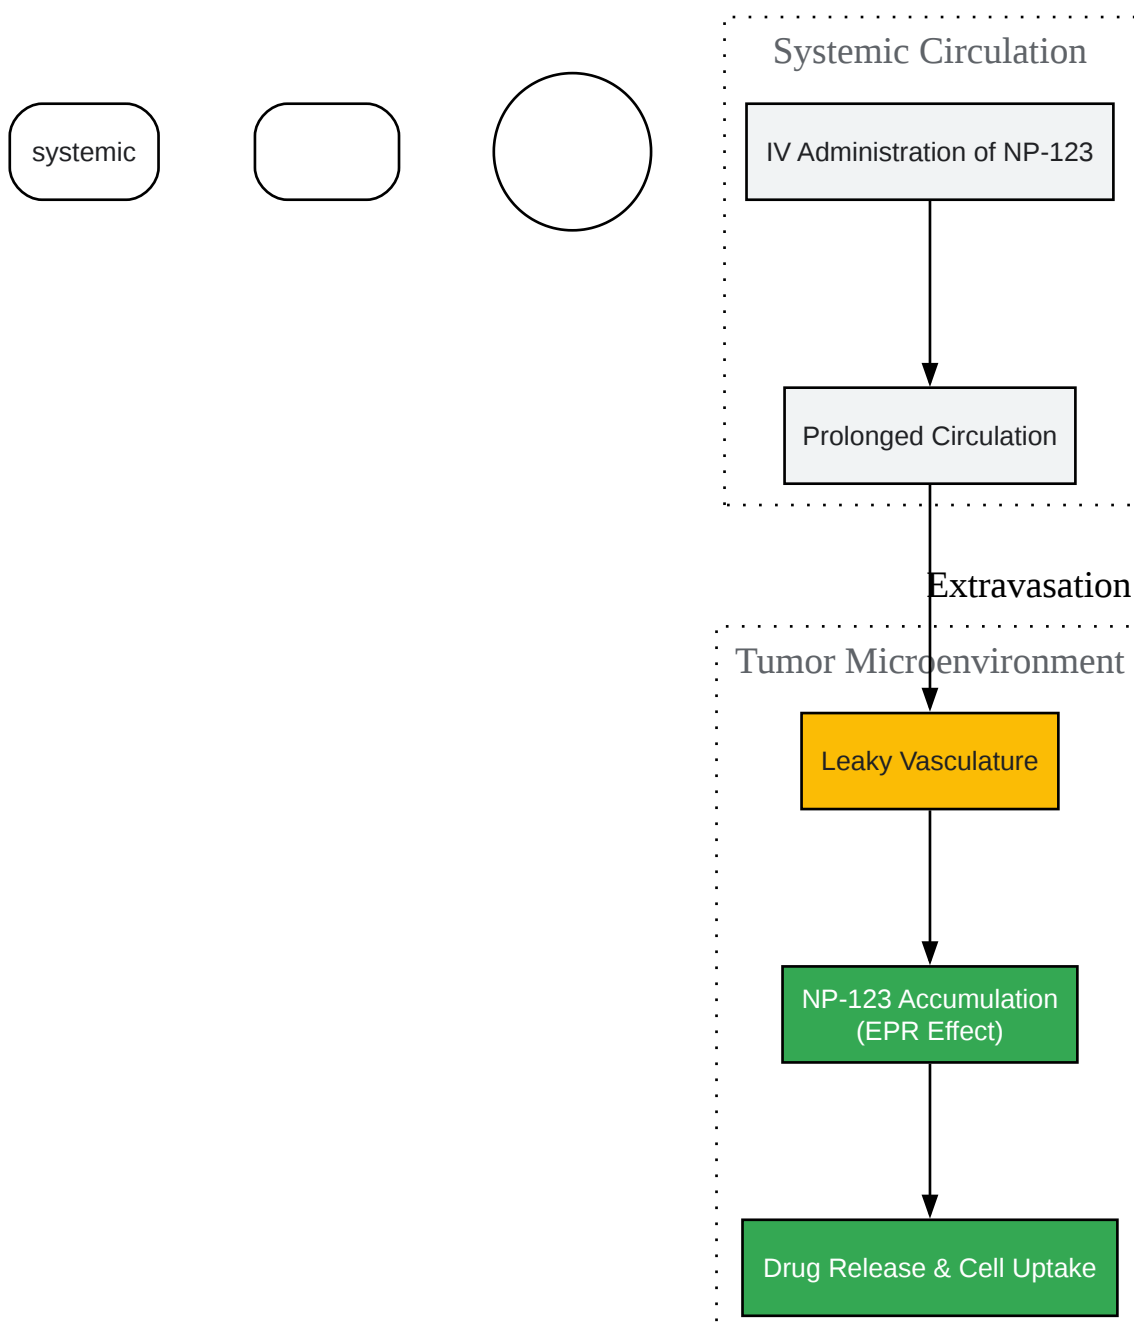 Systemic Circulation
systemic
IV Administration of NP-123
Prolonged Circulation
Extravasation
Tumor Microenvironment
Leaky Vasculature
NP-123 Accumulation
(EPR Effect)
Drug Release & Cell Uptake